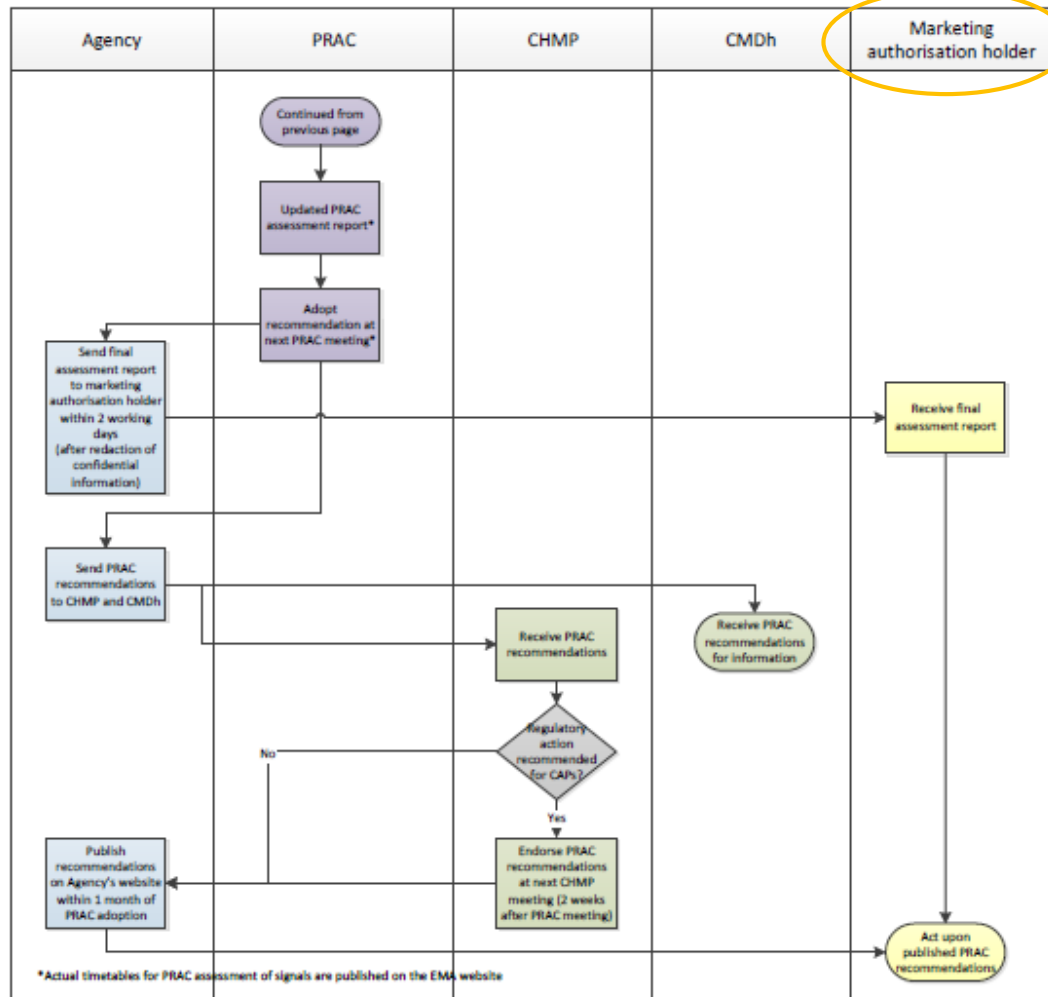 Agency
PRAC
CHMP
CMDh
Marketing
authorisation holder
Continued from
previous page
Updated PRAC
assessment report*
Adopt
recommendation at
next PRAC meeting*
Send final
assessment report
to marketing
authorisation holder
within 2 working
days
(after redaction of
confidential
information)
Receive final
assessment report
Send PRAC
recommendations
to CHMP and CMDh
Receive PRAC
recommendations
Receive PRAC
recommendations
for information
Regulatory
action
recommended
for CAPs?
No
Yes
Publish
recommendations
on Agency's website
within 1 month of
PRAC adoption
Endorse PRAC
recommendations
at next CHMP
meeting (2 weeks
after PRAC meeting)
Act upon
published PRAC
recommendations
*Actual timetables for PRAC assessment of signals are published on the EMA website